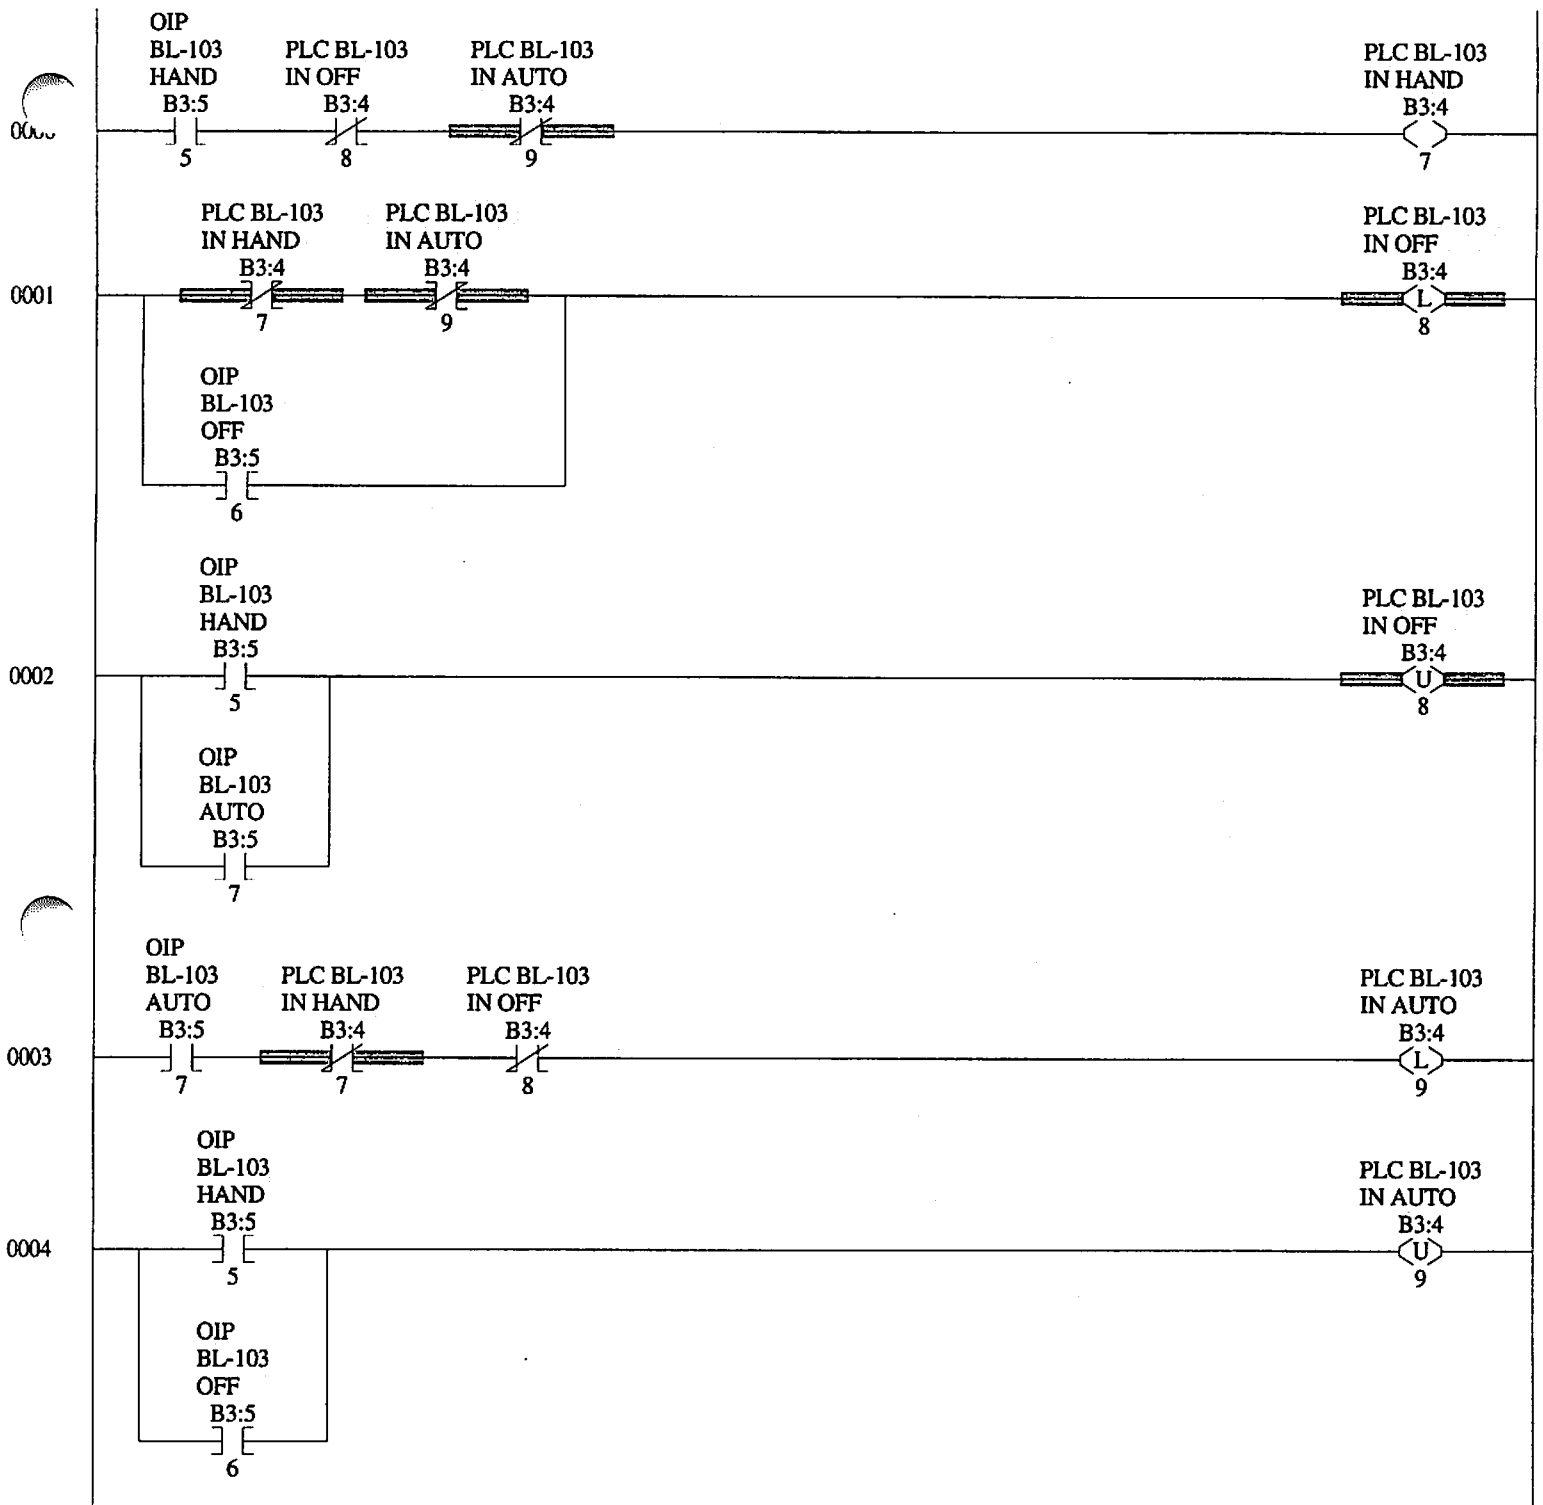 OIP
BL-103
HAND
B3:5
5
PLC BL-103
IN OFF
B3:4
8
PLC BL-103
IN AUTO
B3:4
9
PLC BL-103
IN HAND
B3:4
7
0001
PLC BL-103
IN HAND
B3:4
7
PLC BL-103
IN AUTO
B3:4
9
PLC BL-103
IN OFF
B3:4
L
8
OIP
BL-103
OFF
B3:5
6
0002
OIP
BL-103
HAND
B3:5
5
PLC BL-103
IN OFF
B3:4
U
8
OIP
BL-103
AUTO
B3:5
7
0003
OIP
BL-103
AUTO
B3:5
7
PLC BL-103
IN HAND
B3:4
7
PLC BL-103
IN OFF
B3:4
8
PLC BL-103
IN AUTO
B3:4
L
9
0004
OIP
BL-103
HAND
B3:5
5
PLC BL-103
IN AUTO
B3:4
U
9
OIP
BL-103
OFF
B3:5
6